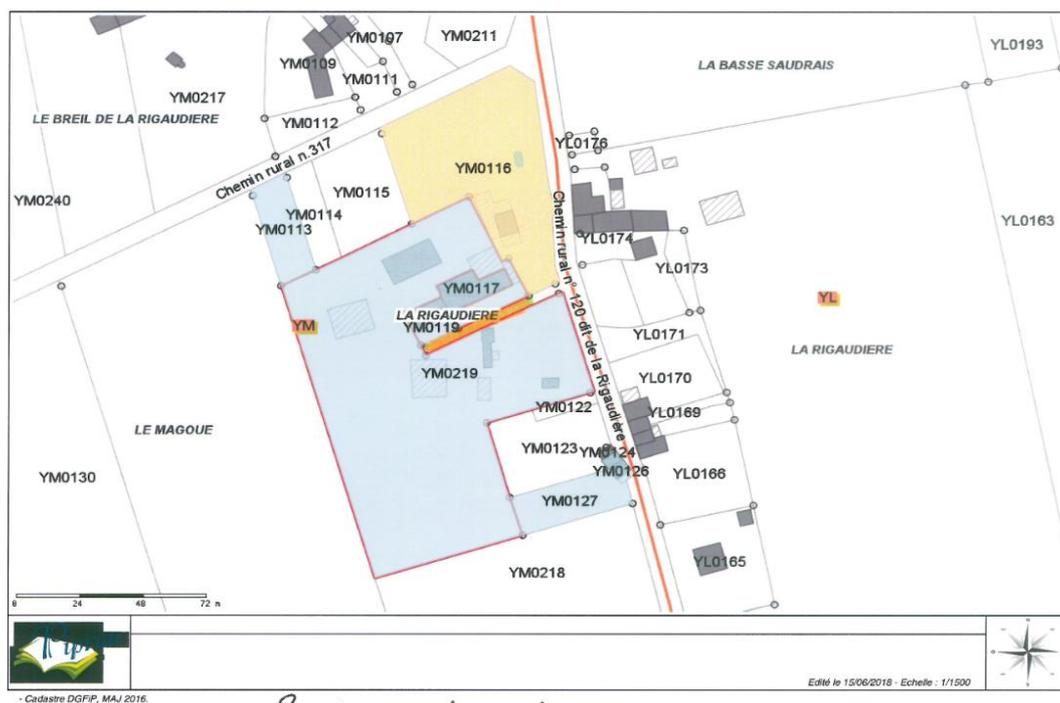 YM0107
YM0211
YL0193
YM0109
LA BASSE SAUDRAIS
YM0111
YM0217
LE BREIL DE LA RIGAUDIERE
YM0112
YL0176
Chemin rural n.317
YM0116
YM0115
YM0240
YM0114
YM0113
YL0163
YL0174
YL0173
Chemin rural n° 120 dit de la Rigaudière
YM0117
YM
YL
LA RIGAUDIERE
YM0119
YL0171
LA RIGAUDIERE
YM0219
YL0170
YM0122
YL0169
LE MAGOUE
YM0123
YM0124
YM0126
YL0166
YM0130
YM0127
YL0165
YM0218
0 24 48 72 m
Edité le 15/06/2018 - Echelle : 1/1500
- Cadastre DGFiP, MAJ 2016.